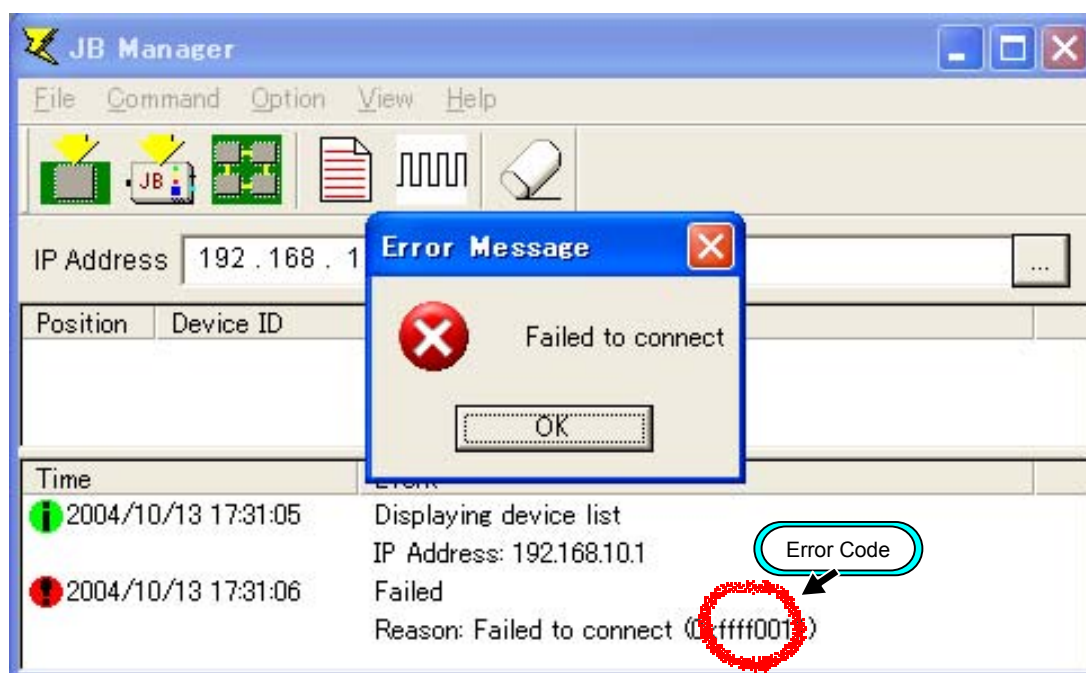 JB Manager
File Command Option View Help
JB
IP Address 192.168.1
...
Error Message
Failed to connect
OK
Position Device ID
Time
2004/10/13 17:31:05 Displaying device list
IP Address: 192.168.10.1
Error Code
2004/10/13 17:31:06 Failed
Reason: Failed to connect